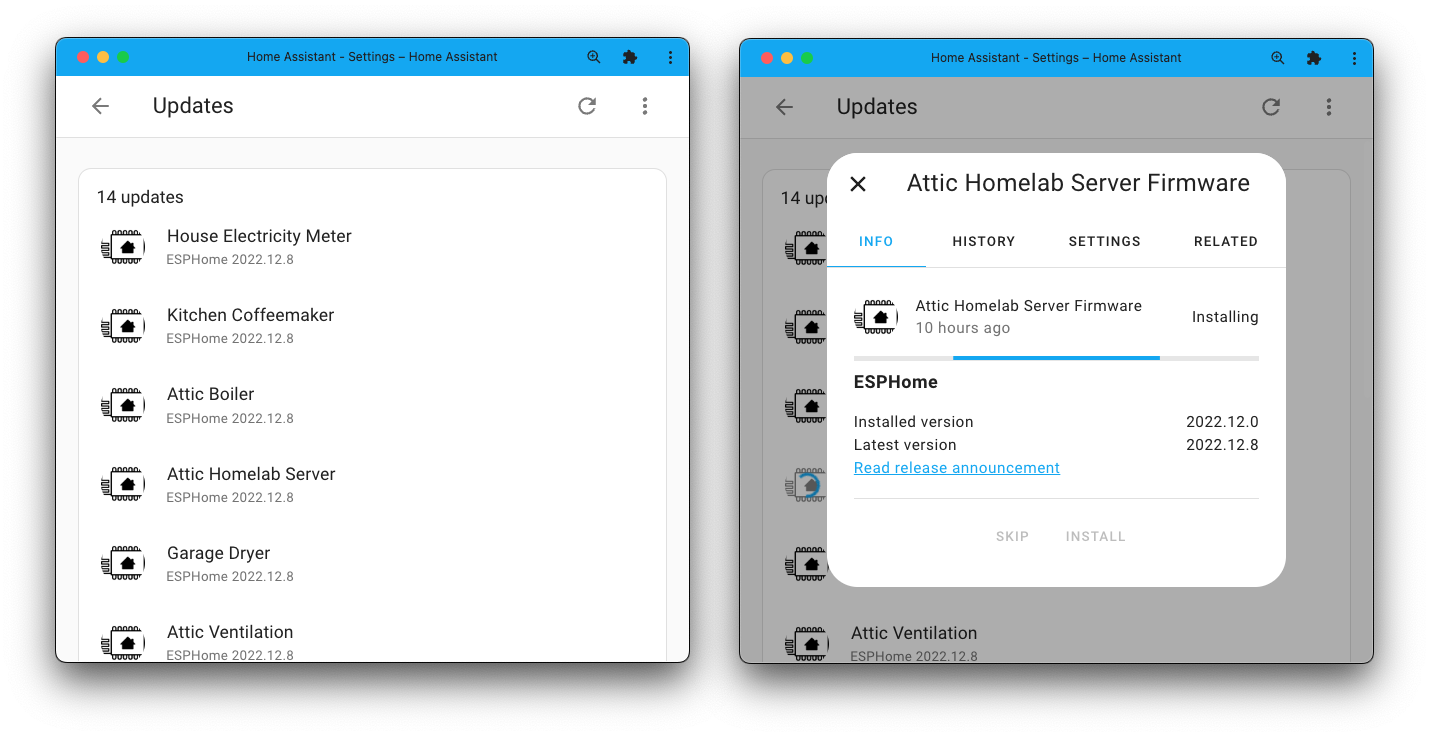 Home Assistant - Settings – Home Assistant
Updates
14 updates
House Electricity Meter
ESPHome 2022.12.8
Kitchen Coffeemaker
ESPHome 2022.12.8
Attic Boiler
ESPHome 2022.12.8
Attic Homelab Server
ESPHome 2022.12.8
Garage Dryer
ESPHome 2022.12.8
Attic Ventilation
ESPHome 2022.12.8
Home Assistant - Settings – Home Assistant
Updates
14
Attic Homelab Server Firmware
INFO HISTORY SETTINGS RELATED
Attic Homelab Server Firmware
10 hours ago
Installing
ESPHome
Installed version 2022.12.0
Latest version 2022.12.8
Read release announcement
SKIP INSTALL
Attic Ventilation
ESPHome 2022.12.8